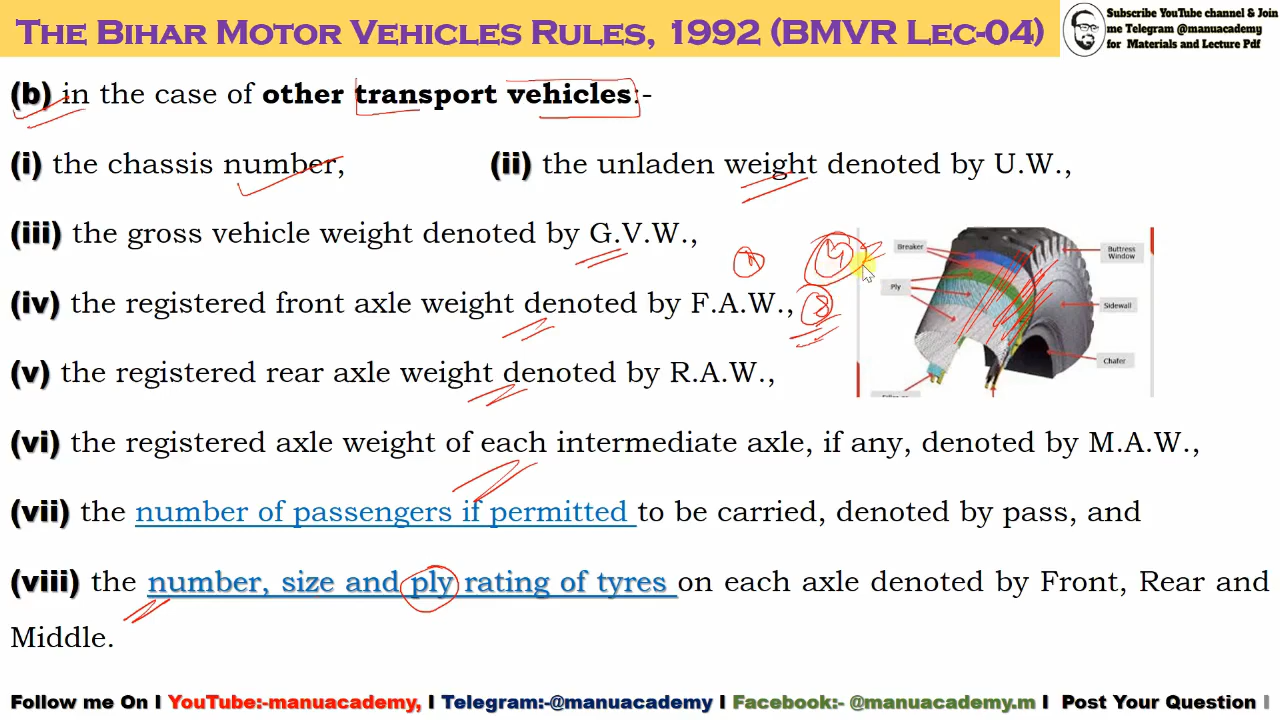 THE BIHAR MOTOR VEHICLES RULES, 1992 (BMVR LEC-04)
Subscribe YouTube channel & Join
me Telegram @manuacademy
for Materials and Lecture Pdf
(b) in the case of other transport vehicles:-
(i) the chassis number, (ii) the unladen weight denoted by U.W.,
(iii) the gross vehicle weight denoted by G.V.W.,
(iv) the registered front axle weight denoted by F.A.W.,
(v) the registered rear axle weight denoted by R.A.W.,
Breaker
Buttress
Window
Ply
Sidewall
Chafer
(vi) the registered axle weight of each intermediate axle, if any, denoted by M.A.W.,
(vii) the number of passengers if permitted to be carried, denoted by pass, and
(viii) the number, size and ply rating of tyres on each axle denoted by Front, Rear and
Middle.
Follow me On I YouTube:-manuacademy, I Telegram:-@manuacademy I Facebook:- @manuacademy.m I Post Your Question I